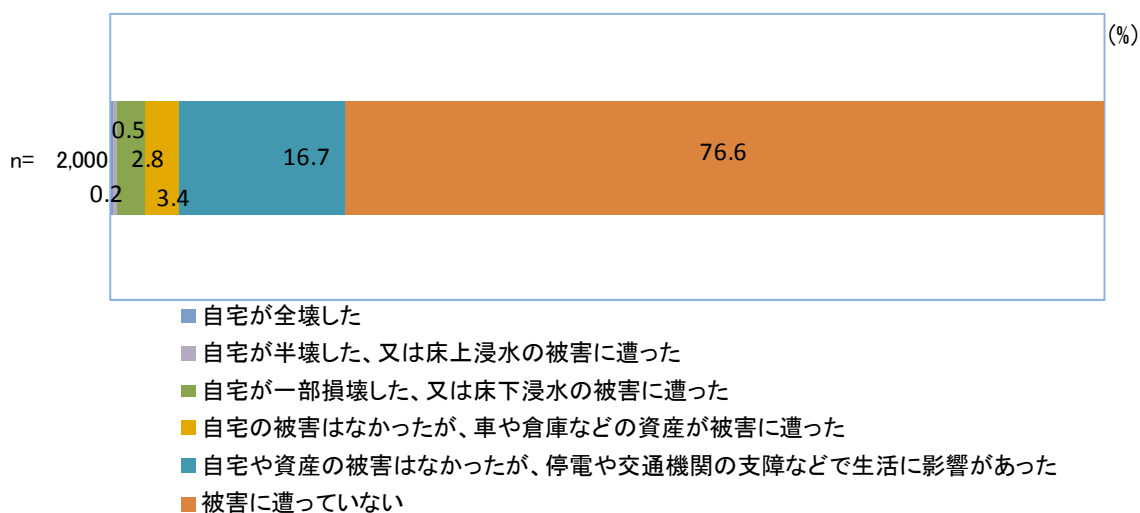 (%)
0.5
n= 2,000 2.8 16.7 76.6
0.2 3.4
自宅が全壊した
自宅が半壊した、又は床上浸水の被害に遭った
自宅が一部損壊した、又は床下浸水の被害に遭った
自宅の被害はなかったが、車や倉庫などの資産が被害に遭った
自宅や資産の被害はなかったが、停電や交通機関の支障などで生活に影響があった
被害に遭っていない